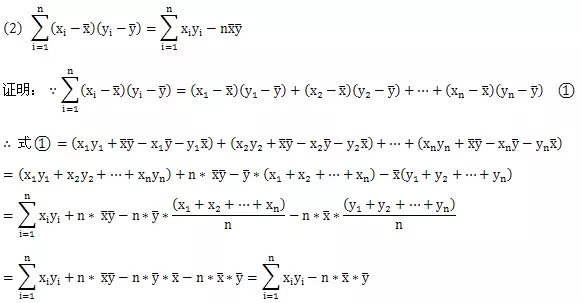 (2) ∑_{i=1}^{n}(xᵢ − x̄)(yᵢ − ȳ) = ∑_{i=1}^{n}xᵢyᵢ − nx̄ȳ
证明：∵∑_{i=1}^{n}(xᵢ − x̄)(yᵢ − ȳ) = (x₁ − x̄)(y₁ − ȳ) + (x₂ − x̄)(y₂ − ȳ) + ⋯ + (xₙ − x̄)(yₙ − ȳ) ①
∴ 式① = (x₁y₁ + x̄ȳ − x₁ȳ − y₁x̄) + (x₂y₂ + x̄ȳ − x₂ȳ − y₂x̄) + ⋯ + (xₙyₙ + x̄ȳ − xₙȳ − yₙx̄)
= (x₁y₁ + x₂y₂ + ⋯ + xₙyₙ) + n * x̄ȳ − ȳ * (x₁ + x₂ + ⋯ + xₙ) − x̄(y₁ + y₂ + ⋯ + yₙ)
= ∑_{i=1}^{n}xᵢyᵢ + n * x̄ȳ − n * ȳ * (x₁ + x₂ + ⋯ + xₙ)/n − n * x̄ * (y₁ + y₂ + ⋯ + yₙ)/n
= ∑_{i=1}^{n}xᵢyᵢ + n * x̄ȳ − n * ȳ * x̄ − n * x̄ * ȳ = ∑_{i=1}^{n}xᵢyᵢ − n * x̄ * ȳ